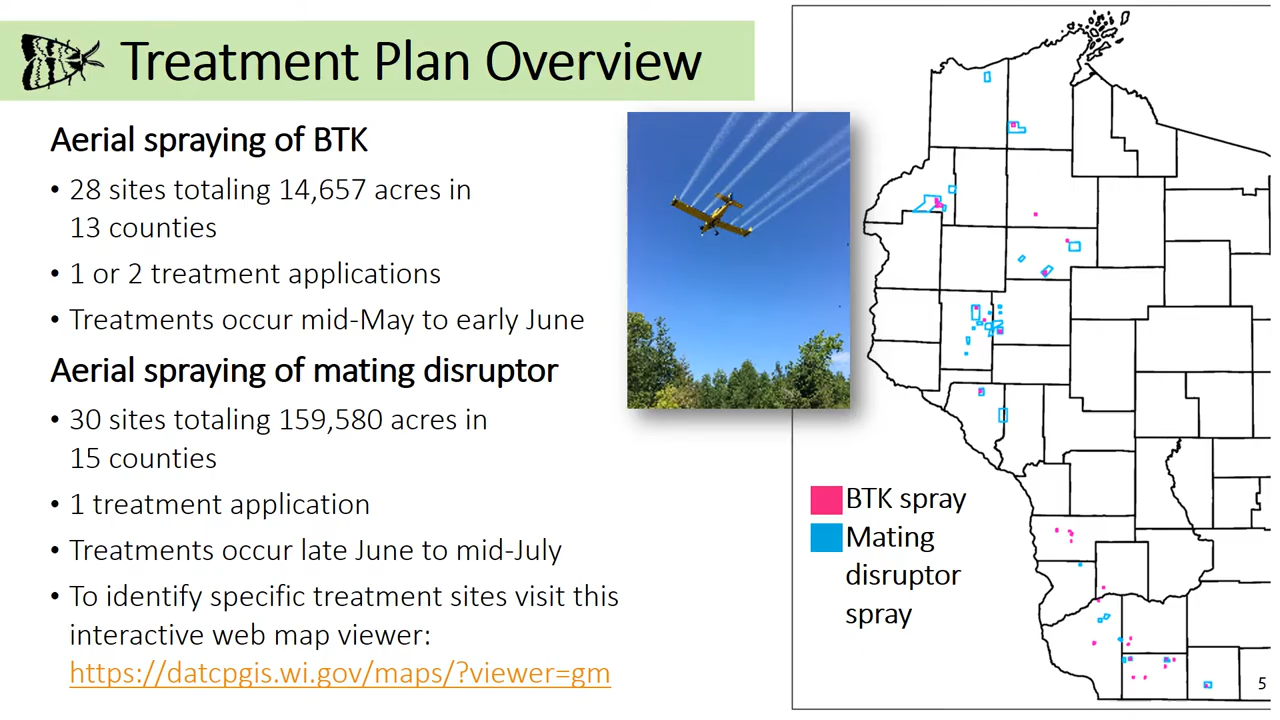 Treatment Plan Overview
Aerial spraying of BTK
• 28 sites totaling 14,657 acres in
13 counties
• 1 or 2 treatment applications
• Treatments occur mid-May to early June
Aerial spraying of mating disruptor
• 30 sites totaling 159,580 acres in
15 counties
• 1 treatment application
• Treatments occur late June to mid-July
• To identify specific treatment sites visit this
interactive web map viewer:
https://datcpgis.wi.gov/maps/?viewer=gm
BTK spray
Mating
disruptor
spray
5